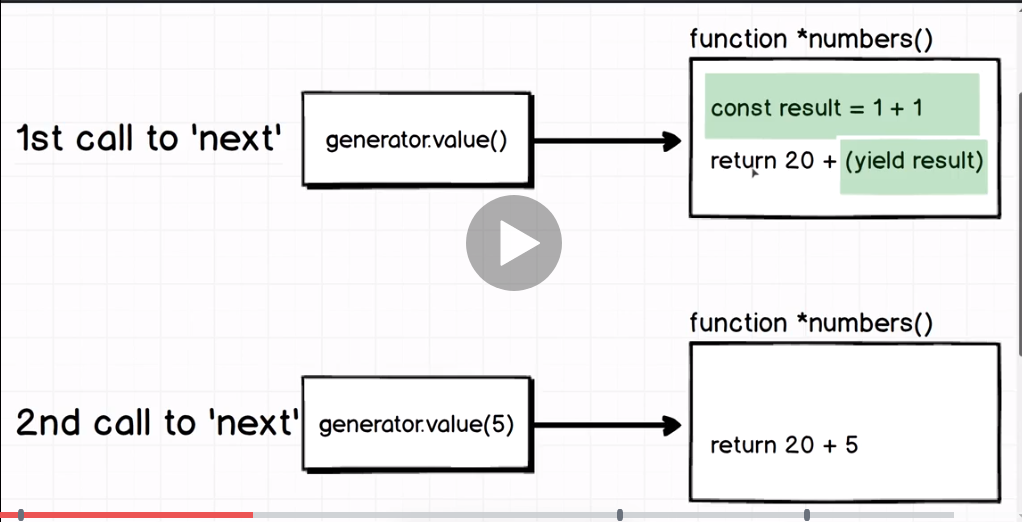 function *numbers()
1st call to 'next'
generator.value()
const result = 1 + 1
return 20 + (yield result)
function *numbers()
2nd call to 'next'
generator.value(5)
return 20 + 5